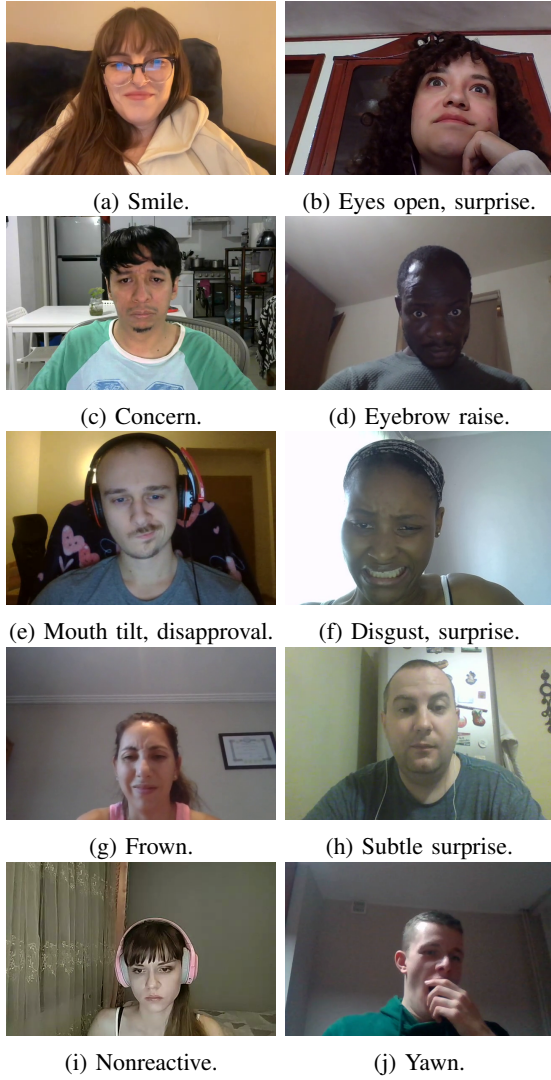 (a) Smile.
(b) Eyes open, surprise.
(c) Concern.
(d) Eyebrow raise.
(e) Mouth tilt, disapproval.
(f) Disgust, surprise.
(g) Frown.
(h) Subtle surprise.
(i) Nonreactive.
(j) Yawn.